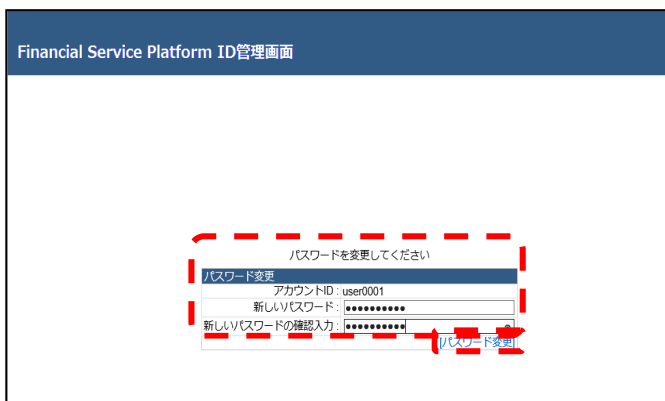 Financial Service Platform ID管理画面
パスワードを変更してください
パスワード変更
アカウントID : user0001
新しいパスワード : ●●●●●●●●●●
新しいパスワードの確認入力 : ●●●●●●●●●●
[パスワード変更]